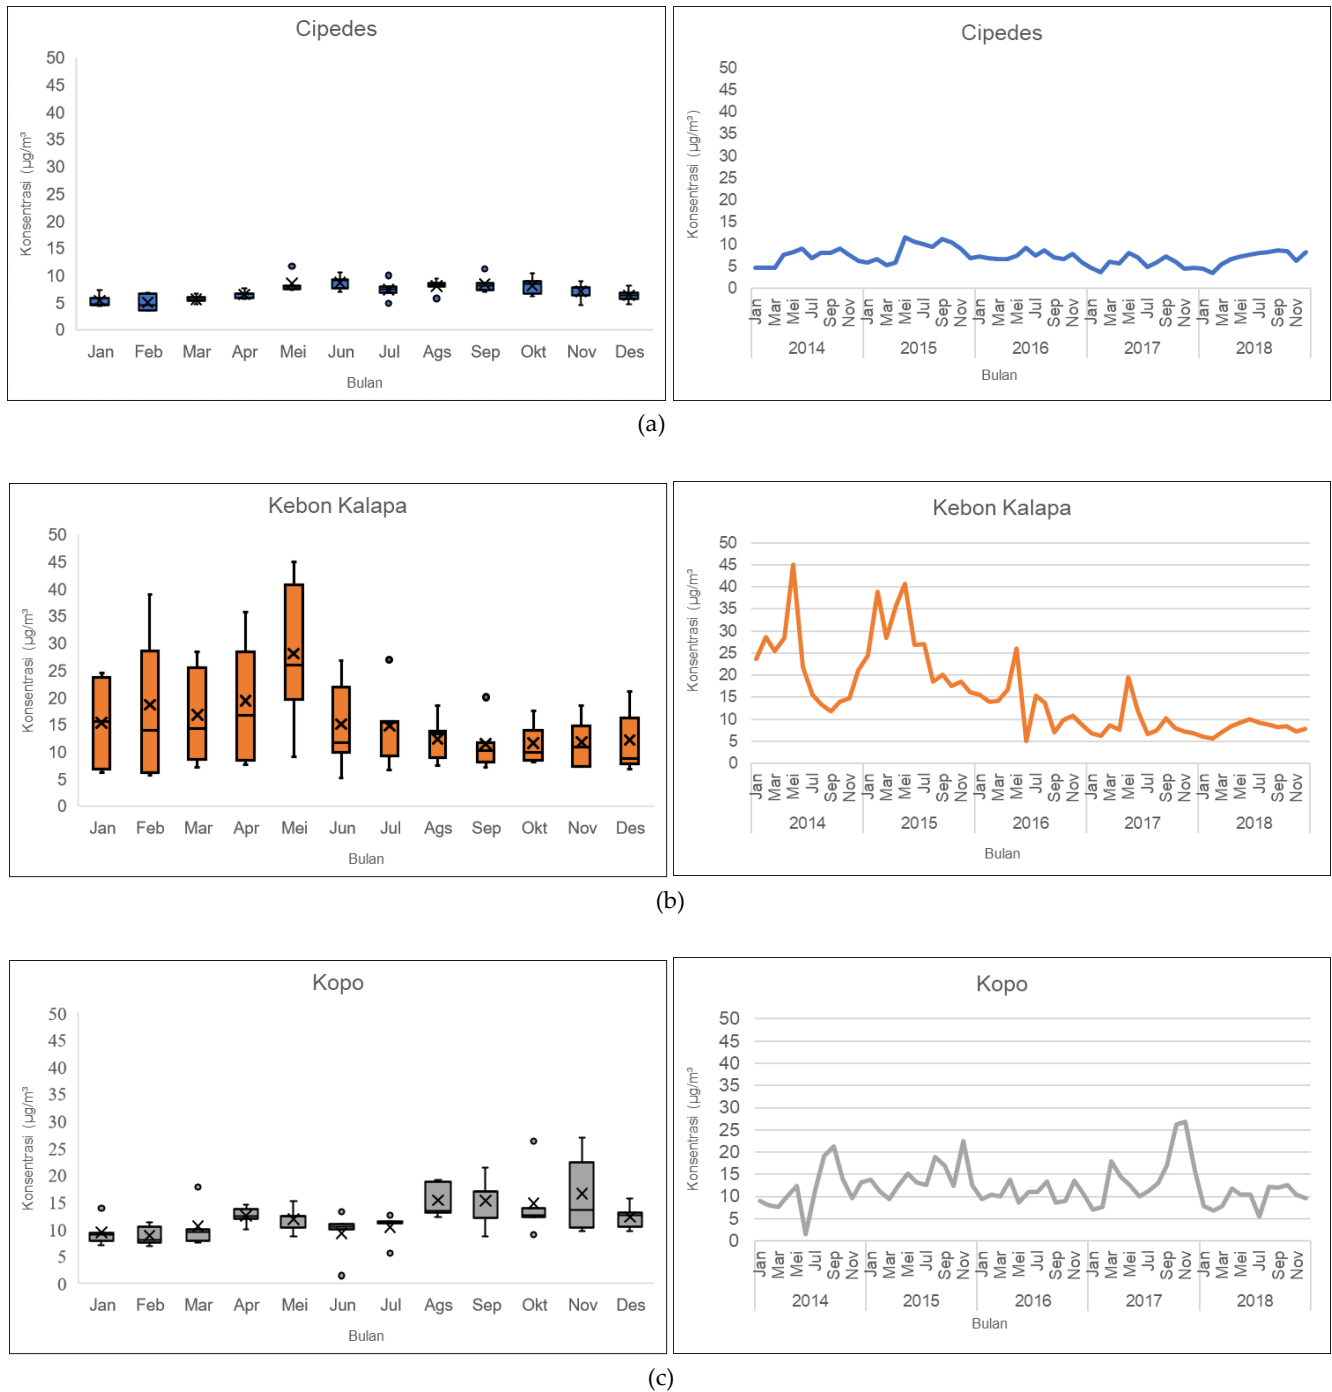 Cipedes
Konsentrasi (µg/m³
50
45
40
35
30
25
20
15
10
5
0
Jan Feb Mar Apr Mei Jun Jul Ags Sep Okt Nov Des
Bulan
Cipedes
Konsentrasi (µg/m³)
50
45
40
35
30
25
20
15
10
5
0
Jan Mar Mei Jul Sep Nov Jan Mar Mei Jul Sep Nov Jan Mar Mei Jul Sep Nov Jan Mar Mei Jul Sep Nov Jan Mar Mei Jul Sep Nov
2014 2015 2016 2017 2018
Bulan
(a)
Kebon Kalapa
Konsentrasi (µg/m³
50
45
40
35
30
25
20
15
10
5
0
Jan Feb Mar Apr Mei Jun Jul Ags Sep Okt Nov Des
Bulan
Kebon Kalapa
Konsentrasi (µg/m³
50
45
40
35
30
25
20
15
10
5
0
Jan Mar Mei Jul Sep Nov Jan Mar Mei Jul Sep Nov Jan Mar Mei Jul Sep Nov Jan Mar Mei Jul Sep Nov Jan Mar Mei Jul Sep Nov
2014 2015 2016 2017 2018
Bulan
(b)
Kopo
Konsentrasi (µg/m³
50
45
40
35
30
25
20
15
10
5
0
Jan Feb Mar Apr Mei Jun Jul Ags Sep Okt Nov Des
Bulan
Kopo
Konsentrasi (µg/m³
50
45
40
35
30
25
20
15
10
5
0
Jan Mar Mei Jul Sep Nov Jan Mar Mei Jul Sep Nov Jan Mar Mei Jul Sep Nov Jan Mar Mei Jul Sep Nov Jan Mar Mei Jul Sep Nov
2014 2015 2016 2017 2018
Bulan
(c)